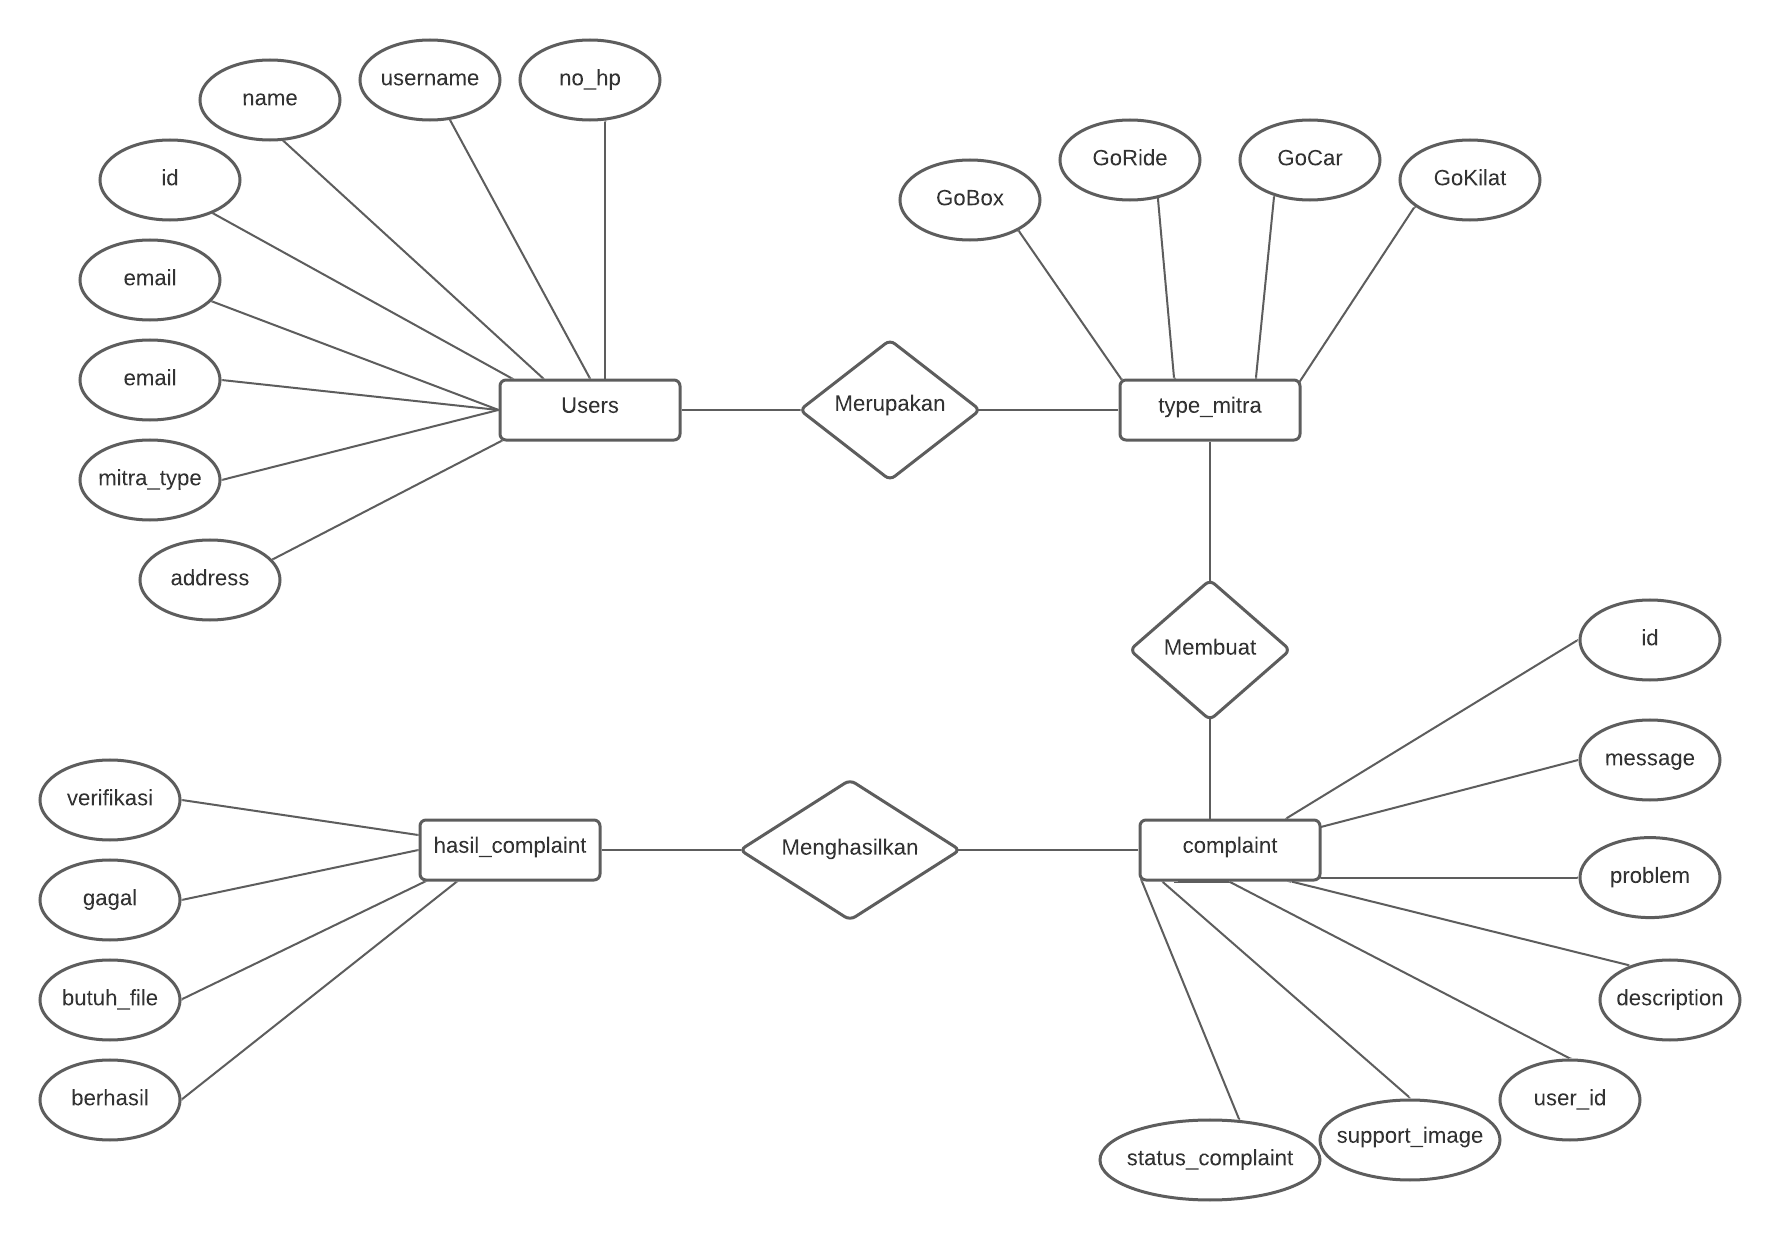 username
no_hp
name
GoRide
GoCar
id
GoKilat
GoBox
email
email
Users
Merupakan
type_mitra
mitra_type
address
id
Membuat
message
verifikasi
hasil_complaint
Menghasilkan
complaint
problem
gagal
butuh_file
description
berhasil
user_id
support_image
status_complaint